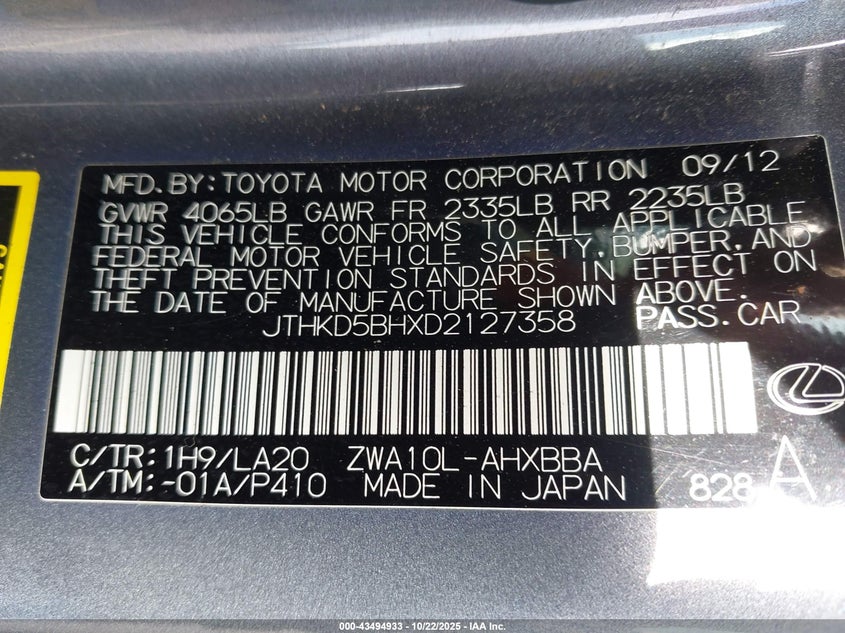 MFD. BY: TOYOTA MOTOR CORPORATION 09/12
GVWR 4065LB GAWR FR 2335LB RR 2235LB
THIS VEHICLE CONFORMS TO ALL APPLICABLE
FEDERAL MOTOR VEHICLE SAFETY, BUMPER, AND
THEFT PREVENTION STANDARDS IN EFFECT ON
THE DATE OF MANUFACTURE SHOWN ABOVE.
JTHKD5BHXD2127358 PASS. CAR
C/TR: 1H9/LA20 ZWA10L-AHXBBA
A/TM: -01A/P410 MADE IN JAPAN /828 A
000-43494933 - 10/22/2025 - IAA Inc.